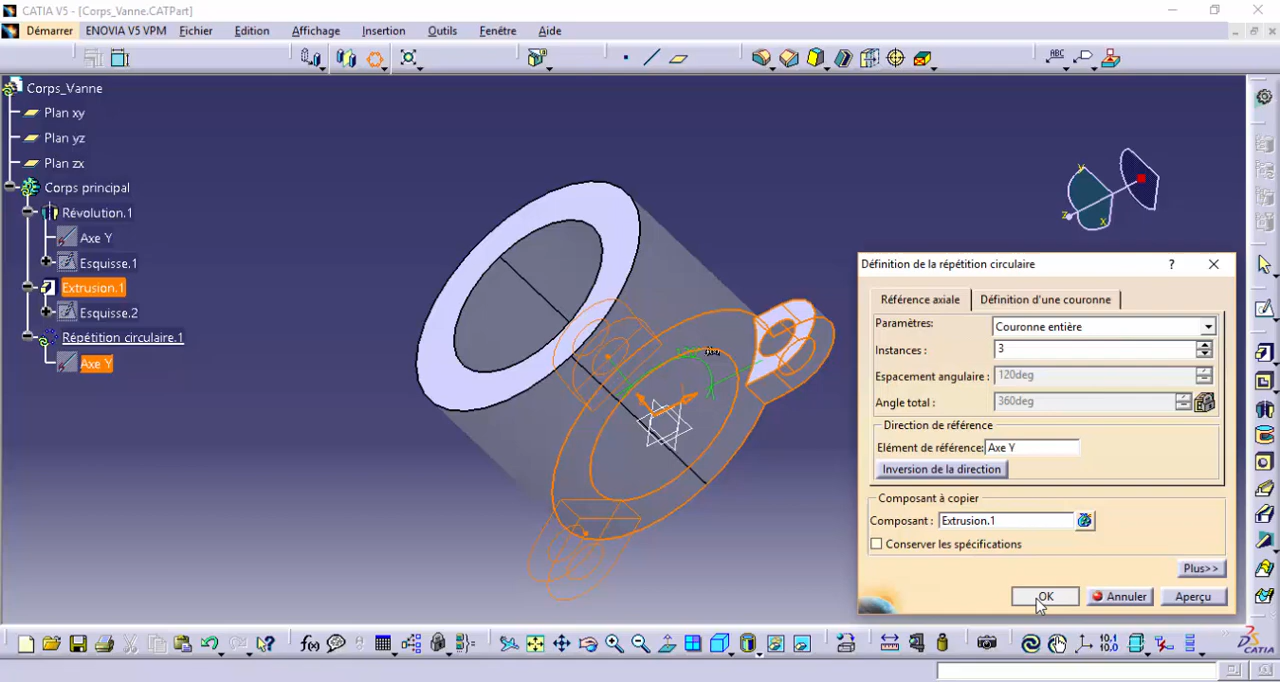 CATIA V5 - [Corps_Vanne.CATPart]
Démarrer ENOVIA V5 VPM Fichier Edition Affichage Insertion Outils Fenêtre Aide
ABC
Corps_Vanne
Plan xy
Plan yz
Plan zx
Corps principal
Révolution.1
Axe Y
Esquisse.1
Extrusion.1
Esquisse.2
Répétition circulaire.1
Axe Y
y
z
x
Définition de la répétition circulaire ?
Référence axiale Définition d'une couronne
Paramètres: Couronne entière
Instances : 3
Espacement angulaire : 120deg
Angle total : 360deg
Direction de référence
Elément de référence: Axe Y
Inversion de la direction
Composant à copier
Composant : Extrusion.1
Conserver les spécifications
Plus>>
OK Annuler Aperçu
f(x) 10.1
CATIA